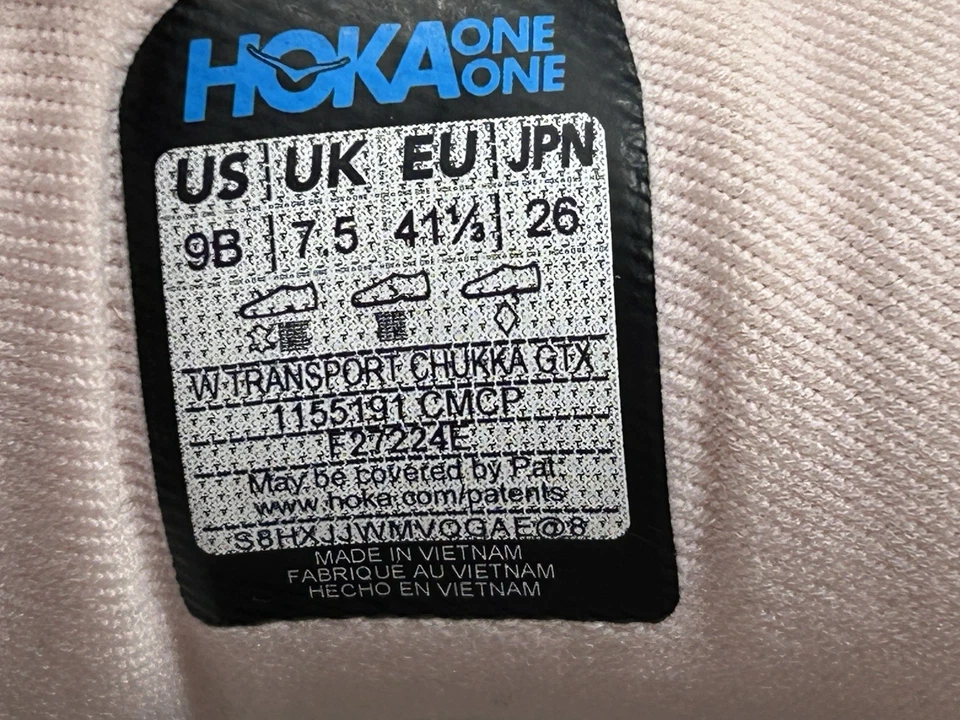 HOKA ONE ONE
US UK EU JPN
9B 7.5 41⅓ 26
W TRANSPORT CHUKKA GTX
1155191 CMCP
F27224E
May be covered by Pat.
www.hoka.com/patents
S8HXJJWMVQGAE@8
MADE IN VIETNAM
FABRIQUE AU VIETNAM
HECHO EN VIETNAM